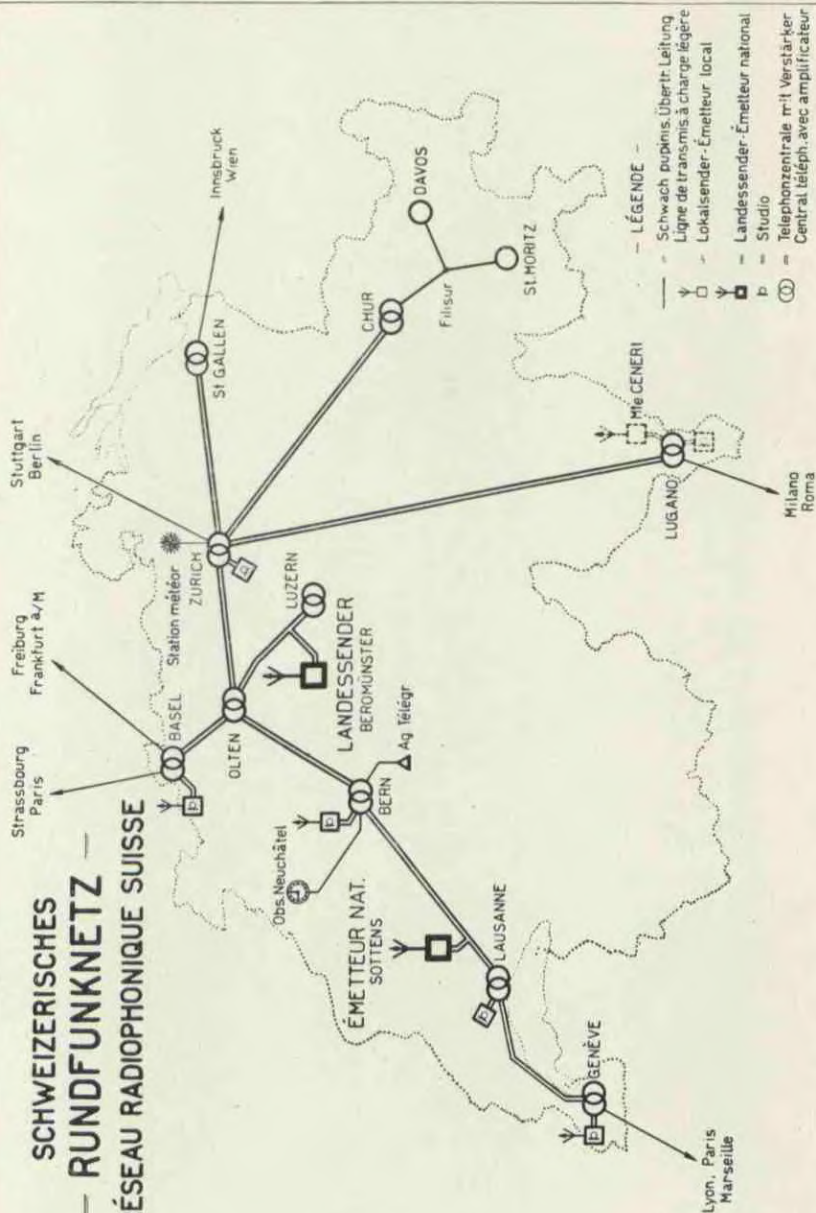 SCHWEIZERISCHES
— RUNDFUNKNETZ —
ÉSEAU RADIOPHONIQUE SUISSE
Strassbourg
Paris
Freiburg
Frankfurt a/M
Stuttgart
Berlin
Innsbruck
Wien
BASEL
Station météor
ZURICH
St GALLEN
OLTEN
LUZERN
LANDESSENDER
BEROMÜNSTER
CHUR
Filisur
DAVOS
St. MORITZ
Obs. Neuchâtel
BERN
Ag Télégr
ÉMETTEUR NAT.
SOTTENS
LAUSANNE
GENÈVE
Lyon, Paris
Marseille
Mte CENERI
LUGANO
Milano
Roma
— LÉGENDE —
Schwach pupinis. Übertr. Leitung
Ligne de transmis. à charge légère
Lokalsender - Émetteur local
Landessender - Émetteur national
Studio
Telephonzentrale mit Verstärker
Central téléph. avec amplificateur